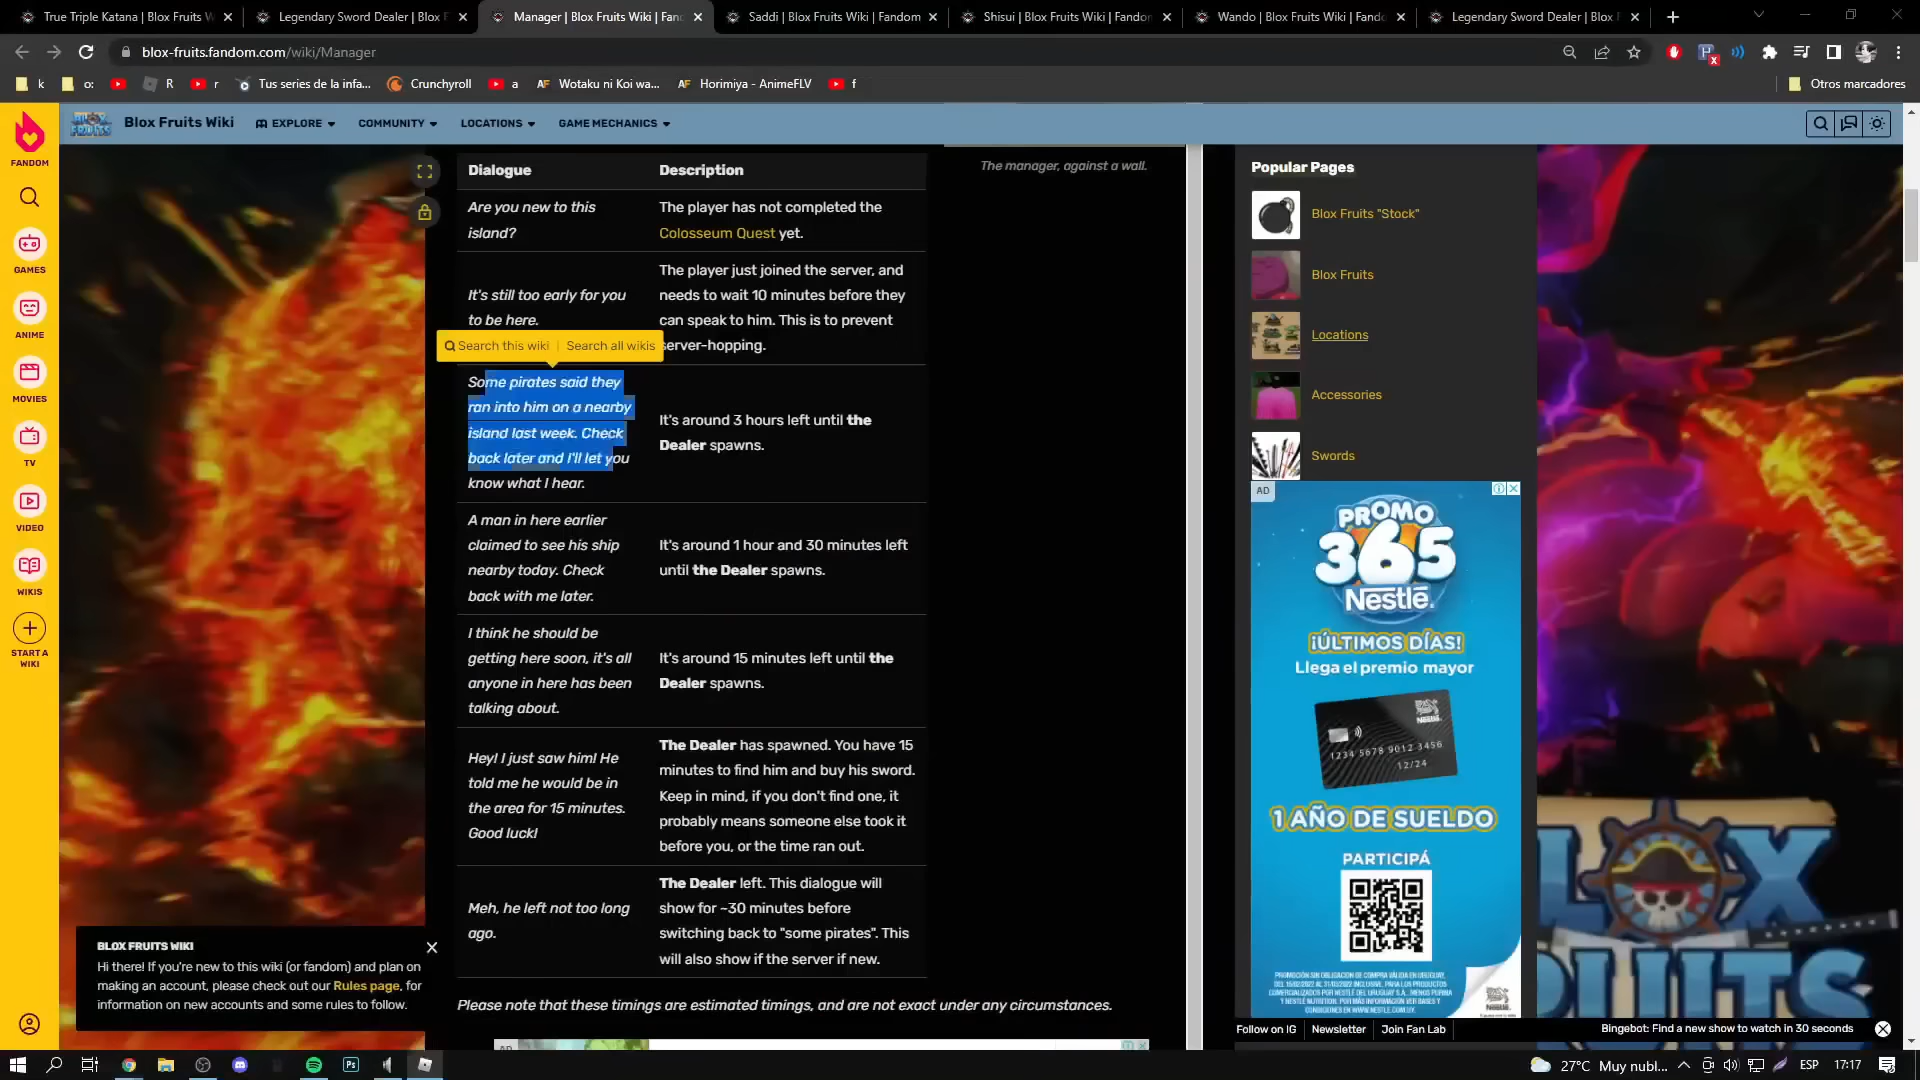 True Triple Katana | Blox Fruits W
Legendary Sword Dealer | Blox F
Manager | Blox Fruits Wiki | Fand
Saddi | Blox Fruits Wiki | Fandom
Shisui | Blox Fruits Wiki | Fandom
Wando | Blox Fruits Wiki | Fando
Legendary Sword Dealer | Blox F
blox-fruits.fandom.com/wiki/Manager
k
o:
R
r
Tus series de la infa...
Crunchyroll
a
Wotaku ni Koi wa...
Horimiya - AnimeFLV
f
Otros marcadores
FANDOM
GAMES
ANIME
MOVIES
TV
VIDEO
WIKIS
START A
WIKI
Blox Fruits Wiki
EXPLORE
COMMUNITY
LOCATIONS
GAME MECHANICS
Dialogue
Description
Are you new to this
island?
The player has not completed the
Colosseum Quest yet.
It's still too early for you
to be here.
The player just joined the server, and
needs to wait 10 minutes before they
can speak to him. This is to prevent
server-hopping.
Search this wiki | Search all wikis
Some pirates said they
ran into him on a nearby
island last week. Check
back later and I'll let you
know what I hear.
It's around 3 hours left until the
Dealer spawns.
A man in here earlier
claimed to see his ship
nearby today. Check
back with me later.
It's around 1 hour and 30 minutes left
until the Dealer spawns.
I think he should be
getting here soon, it's all
anyone in here has been
talking about.
It's around 15 minutes left until the
Dealer spawns.
Hey! I just saw him! He
told me he would be in
the area for 15 minutes.
Good luck!
The Dealer has spawned. You have 15
minutes to find him and buy his sword.
Keep in mind, if you don't find one, it
probably means someone else took it
before you, or the time ran out.
Meh, he left not too long
ago.
The Dealer left. This dialogue will
show for ~30 minutes before
switching back to "some pirates". This
will also show if the server if new.
Please note that these timings are estimated timings, and are not exact under any circumstances.
The manager, against a wall.
Popular Pages
Blox Fruits "Stock"
Blox Fruits
Locations
Accessories
Swords
AD
PROMO
365
Nestlé.
¡ÚLTIMOS DÍAS!
Llega el premio mayor
1234 5678 9012 3456
12/24
1 AÑO DE SUELDO
PARTICIPÁ
BLOX FRUITS WIKI
Hi there! If you're new to this wiki (or fandom) and plan on
making an account, please check out our Rules page, for
information on new accounts and some rules to follow.
Follow on IG
Newsletter
Join Fan Lab
Bingebot: Find a new show to watch in 30 seconds
27°C Muy nubl...
ESP
17:17